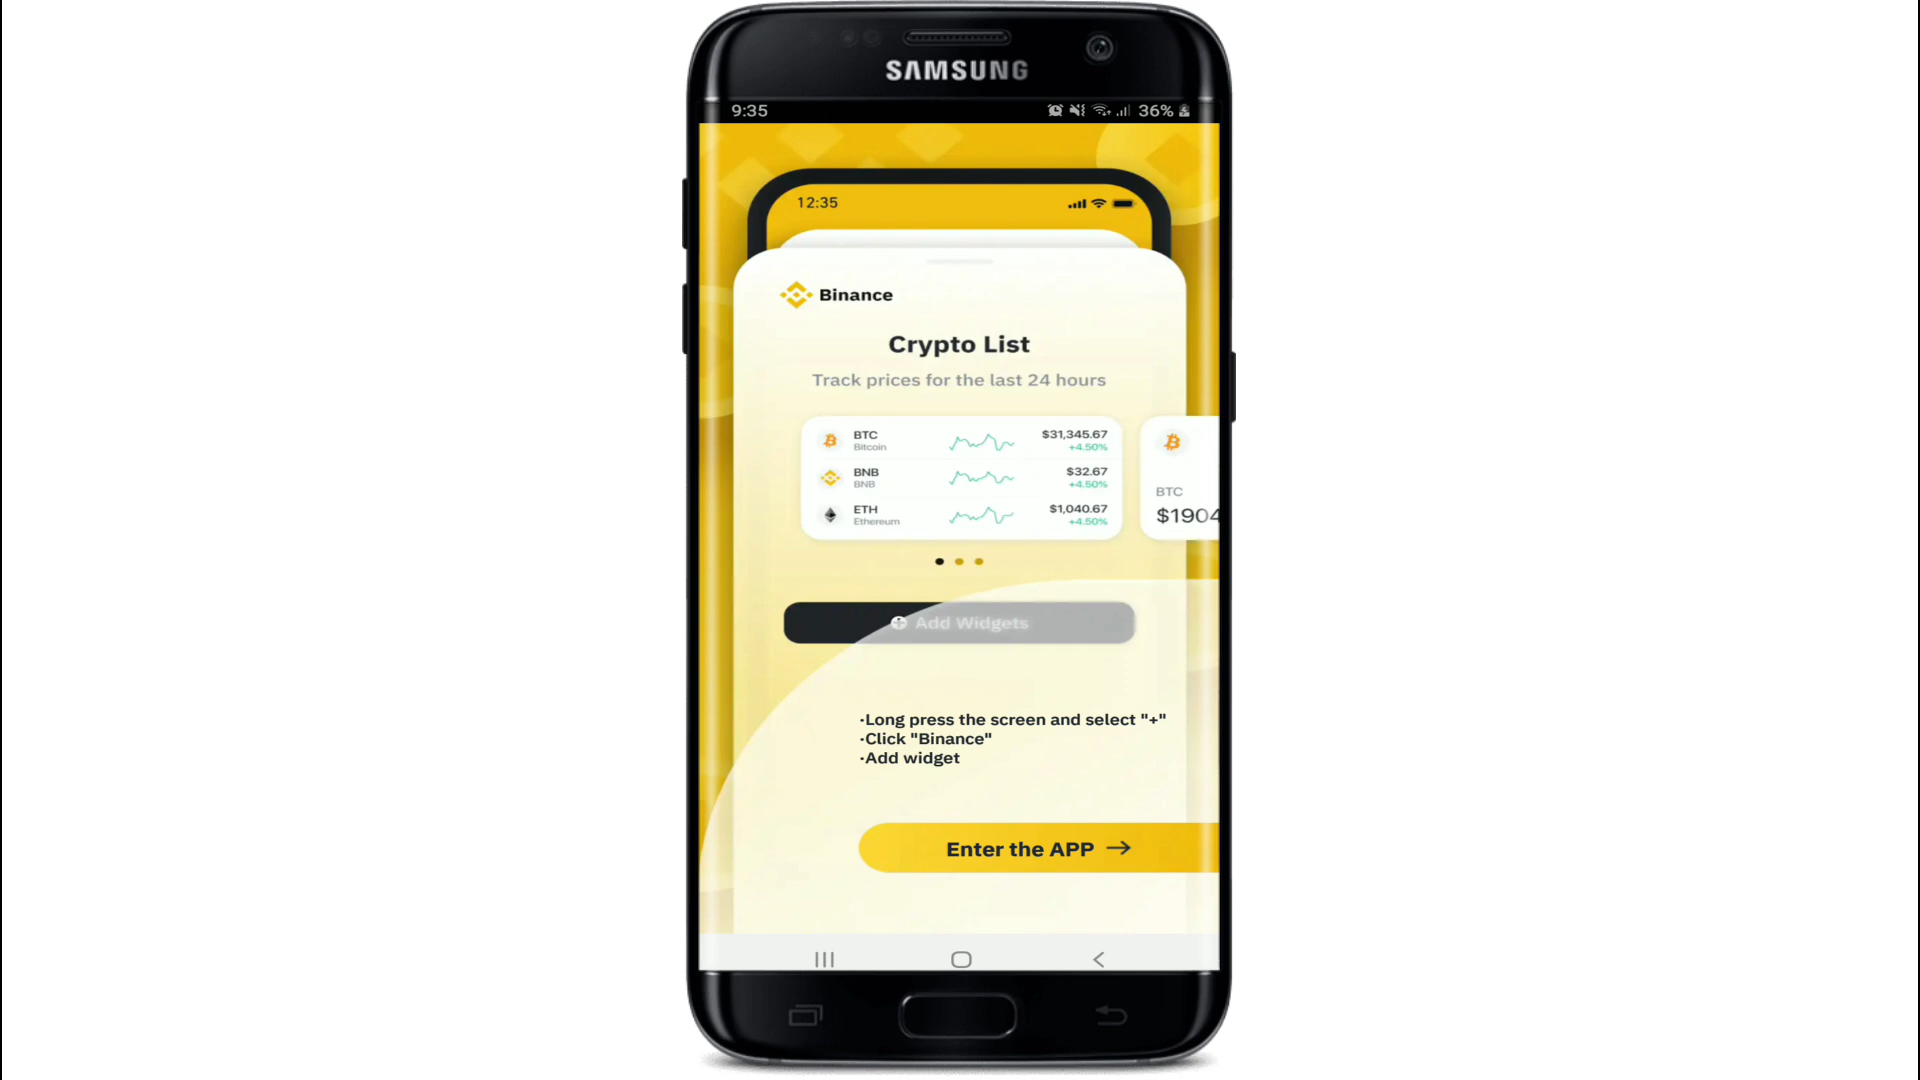 SAMSUNG
9:35 36%
12:35
Binance
Crypto List
Track prices for the last 24 hours
BTC $31,345.67
Bitcoin +4.50%
BNB $32.67
BNB +4.50%
ETH $1,040.67
Ethereum +4.50%
BTC
$1904
Add Widgets
·Long press the screen and select "+"
·Click "Binance"
·Add widget
Enter the APP →